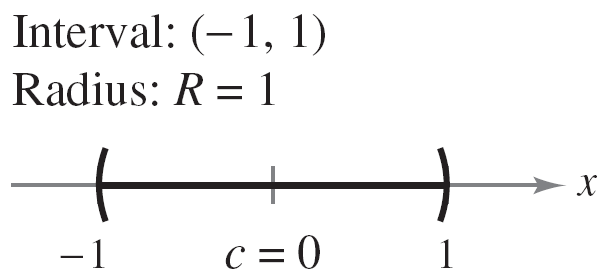 Interval: (−1, 1)
Radius: R = 1
x
−1 c = 0 1